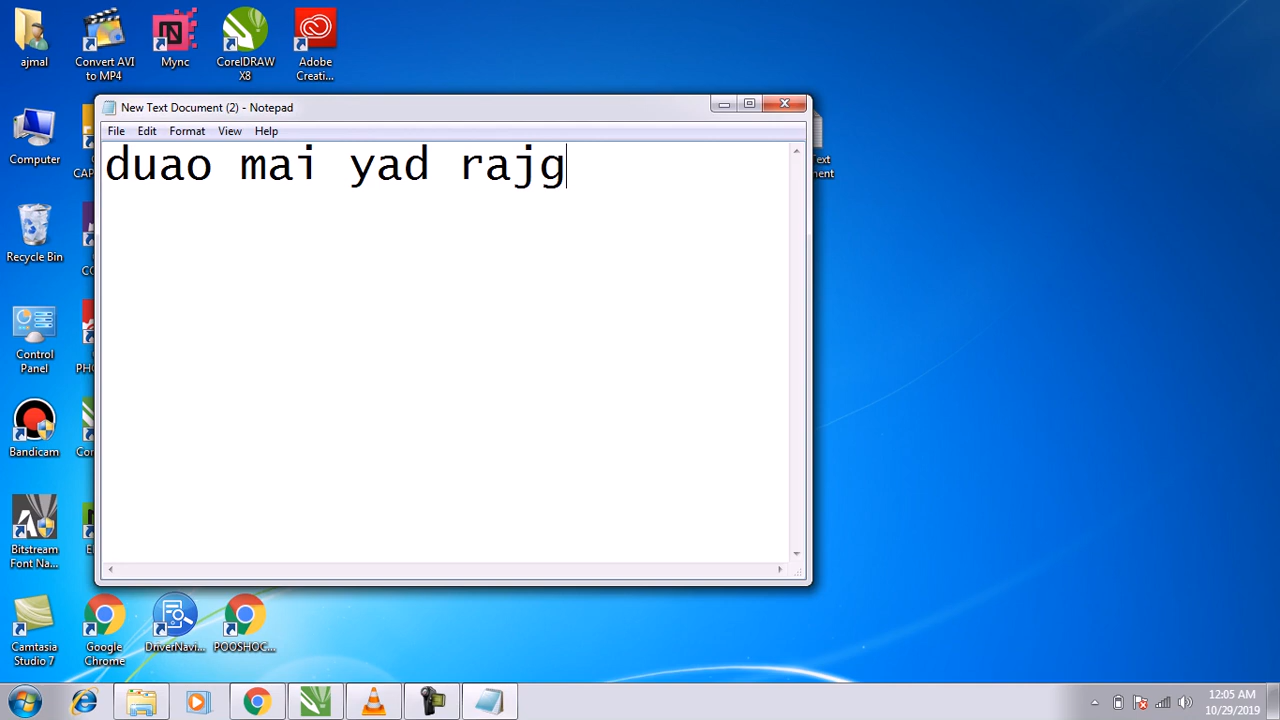 ajmal
Convert AVI
to MP4
Mync
CorelDRAW
X8
Adobe
Creati...
New Text Document (2) - Notepad
File Edit Format View Help
duao mai yad rajg
Computer
Recycle Bin
Control
Panel
Bandicam
Bitstream
Font Na...
Camtasia
Studio 7
Google
Chrome
DriverNavi...
POOSHOC...
12:05 AM
10/29/2019